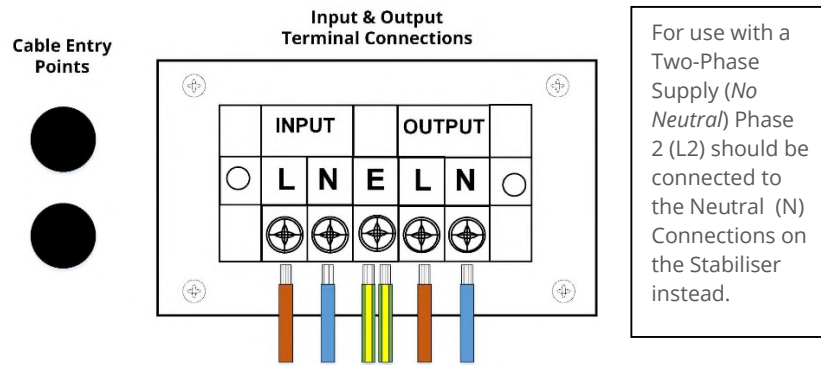 Cable Entry
Points
Input & Output
Terminal Connections
INPUT OUTPUT
L N E L N
For use with a
Two-Phase
Supply (No
Neutral) Phase
2 (L2) should be
connected to
the Neutral (N)
Connections on
the Stabiliser
instead.